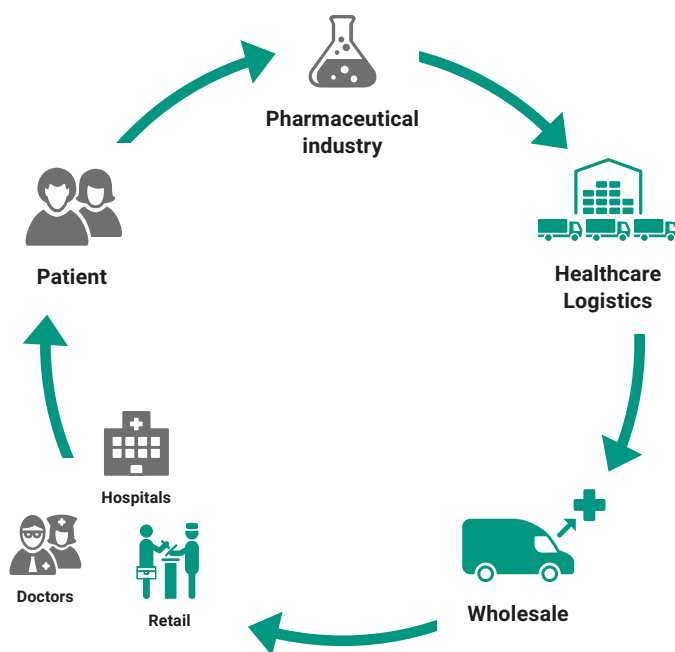 Pharmaceutical
industry
Healthcare
Logistics
Wholesale
Retail
Doctors
Hospitals
Patient